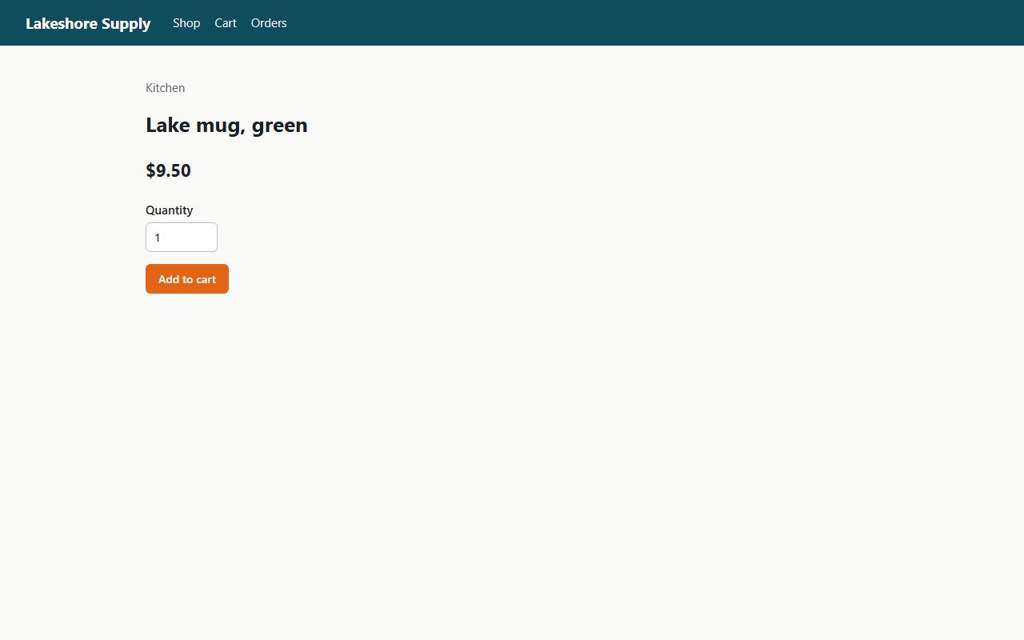 Lakeshore Supply Shop Cart Orders
Kitchen
Lake mug, green
$9.50
Quantity
1
Add to cart